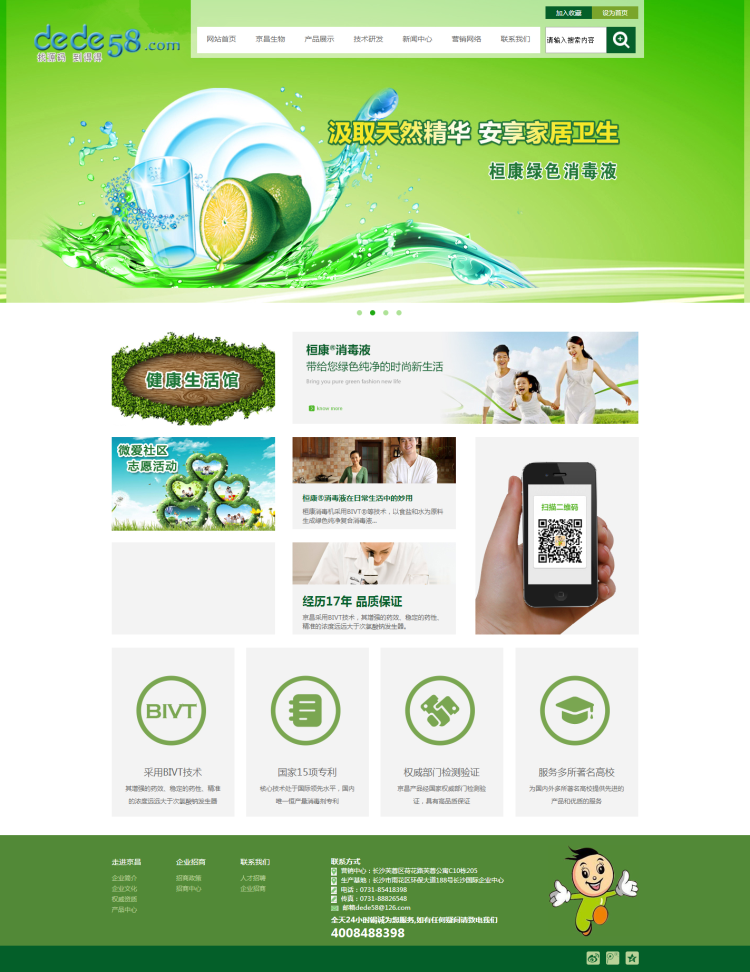 加入收藏 设为首页
dede58.com
网站首页 京昌生物 产品展示 技术研发 新闻中心 营销网络 联系我们
请输入搜索内容
汲取天然精华 安享家居卫生
桓康绿色消毒液
健康生活馆
桓康®消毒液
带给您绿色纯净的时尚新生活
Bring you pure green fashion new life
know more
微爱社区
志愿活动
桓康®消毒液在日常生活中的妙用
桓康消毒机采用BIVT®等技术，以食盐和水为原料
生成绿色纯净复合消毒液...
扫描二维码
经历17年 品质保证
京昌采用BIVT技术，其增强的药效、稳定的药性、
精准的浓度远远大于次氯酸钠发生器。
BIVT
采用BIVT技术
其增强的药效、稳定的药性、精准
的浓度远远大于次氯酸钠发生器
国家15项专利
核心技术处于国际领先水平，国内
唯一恒产量消毒剂专利
权威部门检测验证
京昌产品经国家权威部门检测验
证，具有高品质保证
服务多所著名高校
为国内外多所著名高校提供先进的
产品和优质的服务
走进京昌
企业简介
企业文化
权威资质
产品中心
企业招商
招商政策
招商中心
联系我们
人才招聘
企业招商
联系方式
营销中心：长沙芙蓉区荷花路芙蓉公寓C10栋205
生产基地：长沙市雨花区环保大道188号长沙国际企业中心
电话：0731-85418398
传真：0731-88826548
邮箱dede58@126.com
全天24小时竭诚为您服务,如有任何疑问请致电我们
4008488398